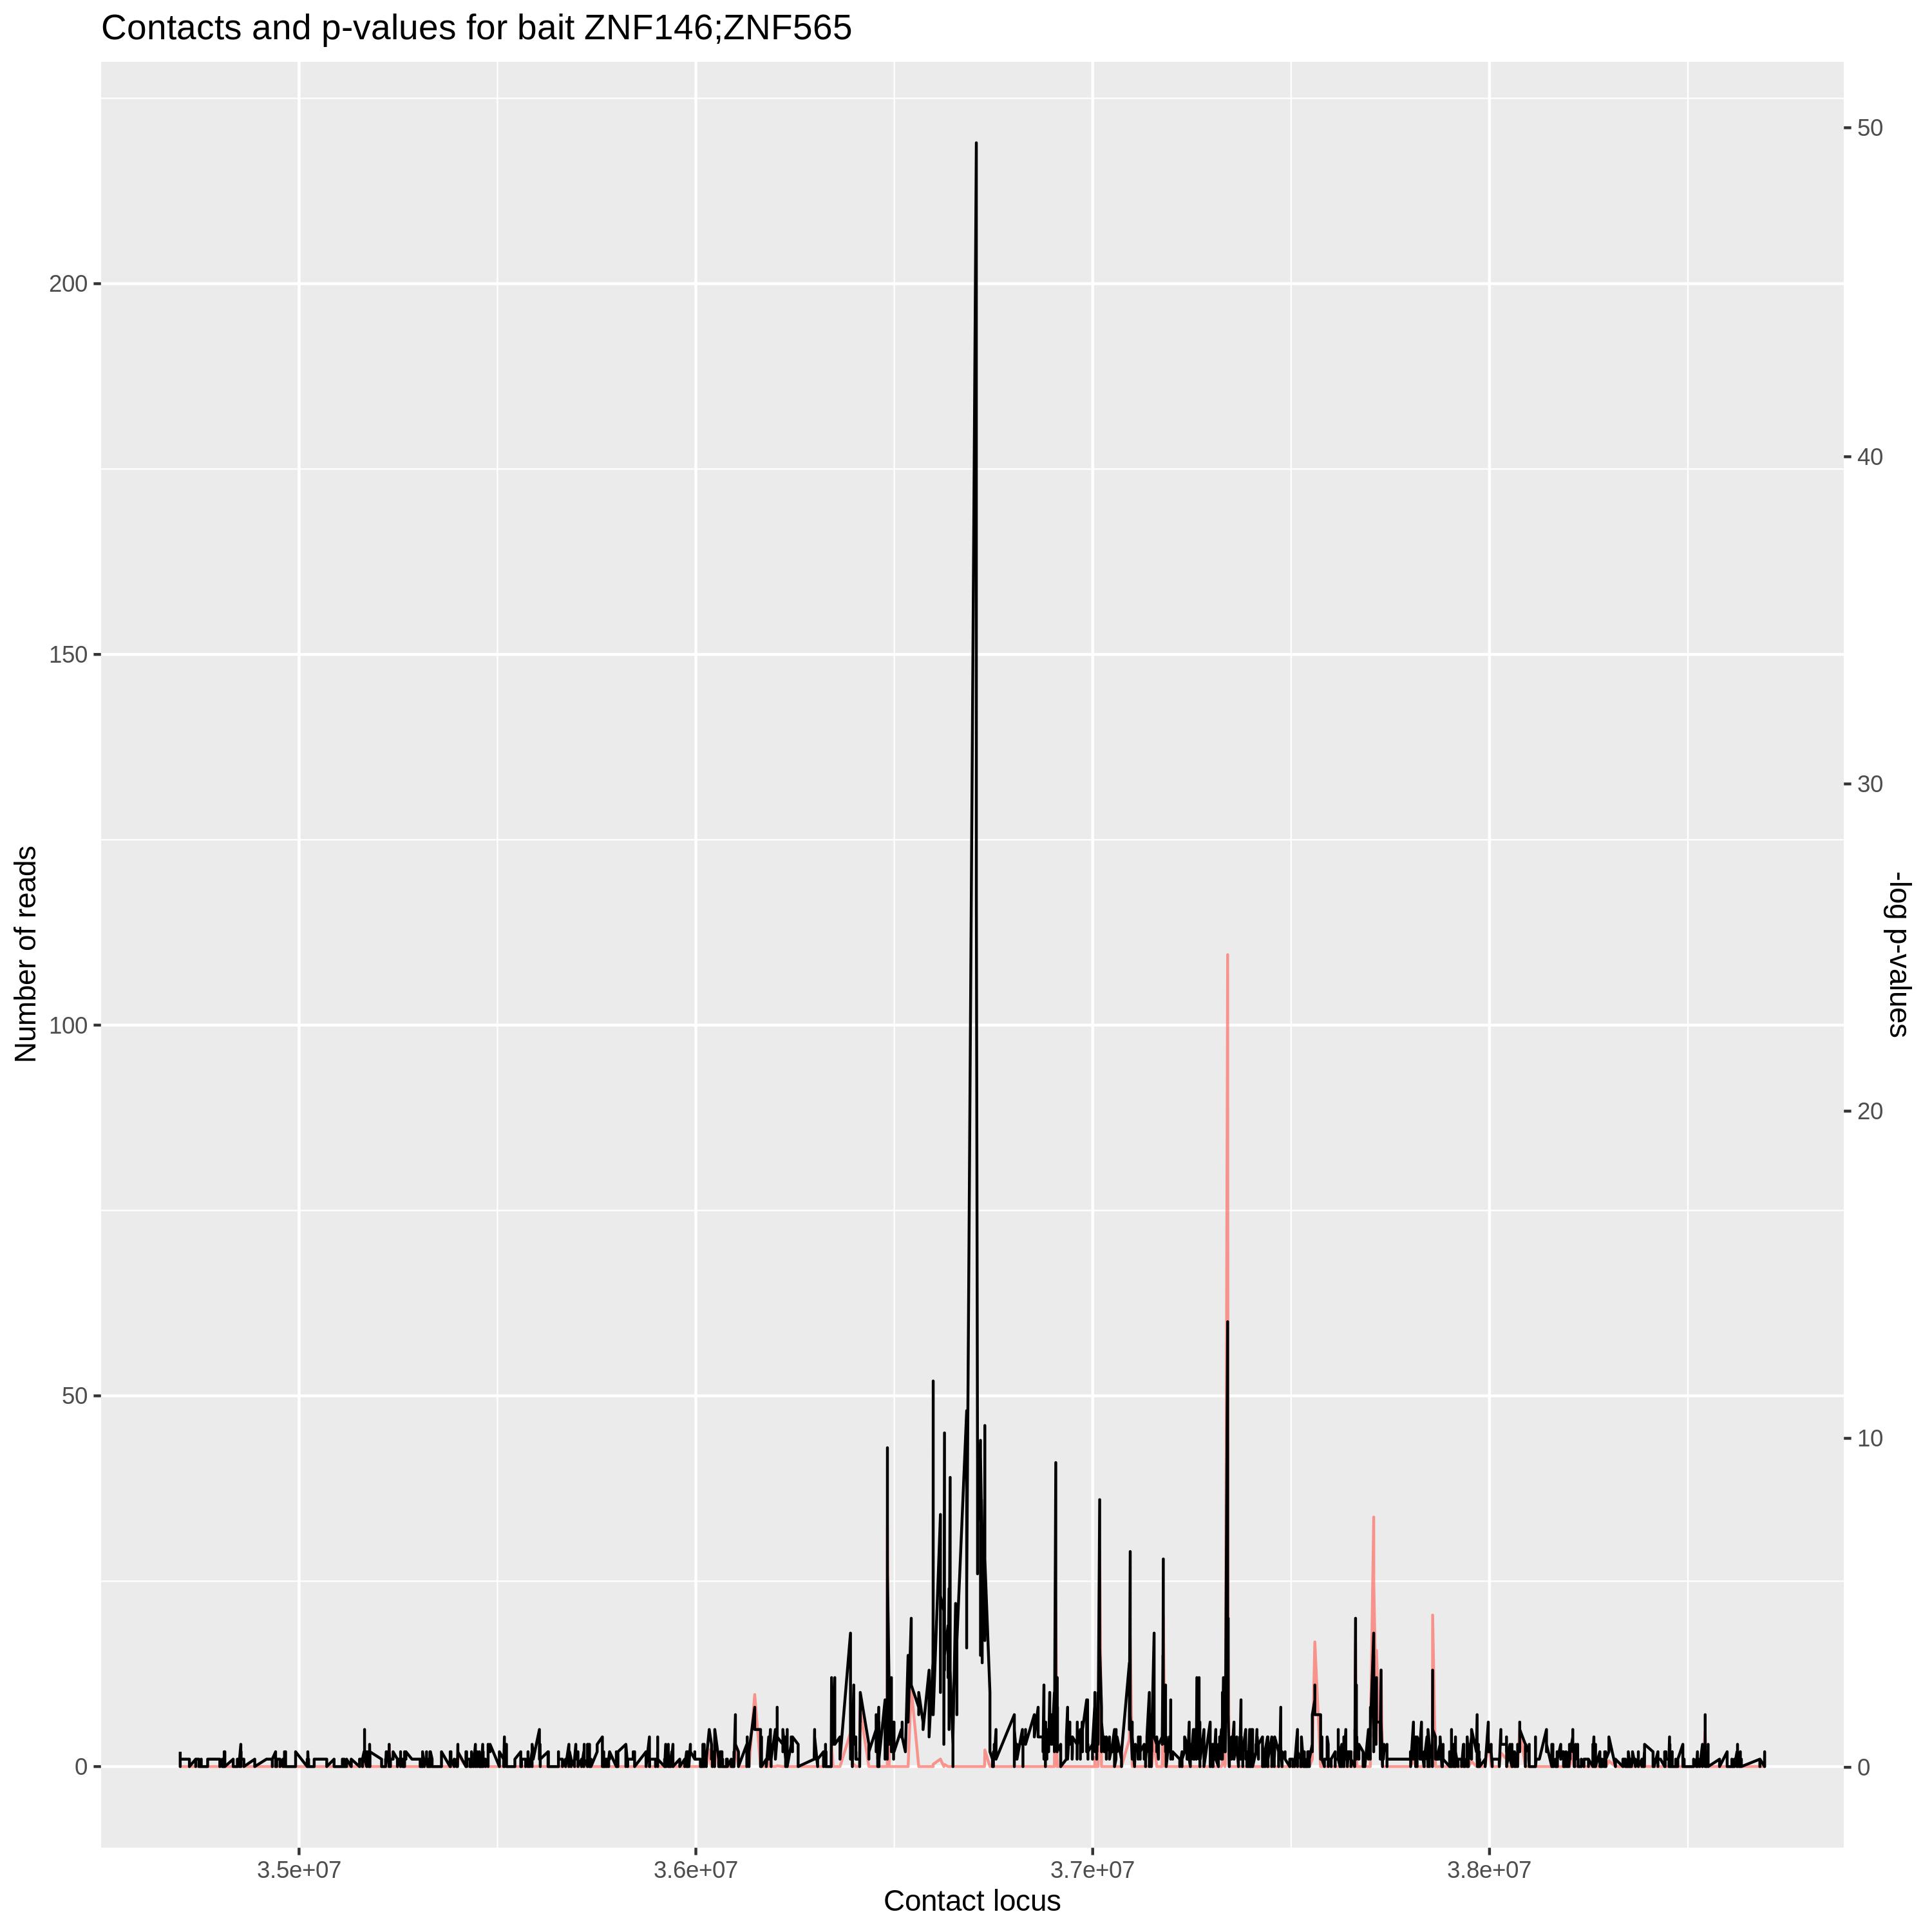 Contacts and p-values for bait ZNF146;ZNF565
Number of reads
200
150
100
50
0
50
40
30
20
10
0
-log p-values
3.5e+07
3.6e+07
3.7e+07
3.8e+07
Contact locus